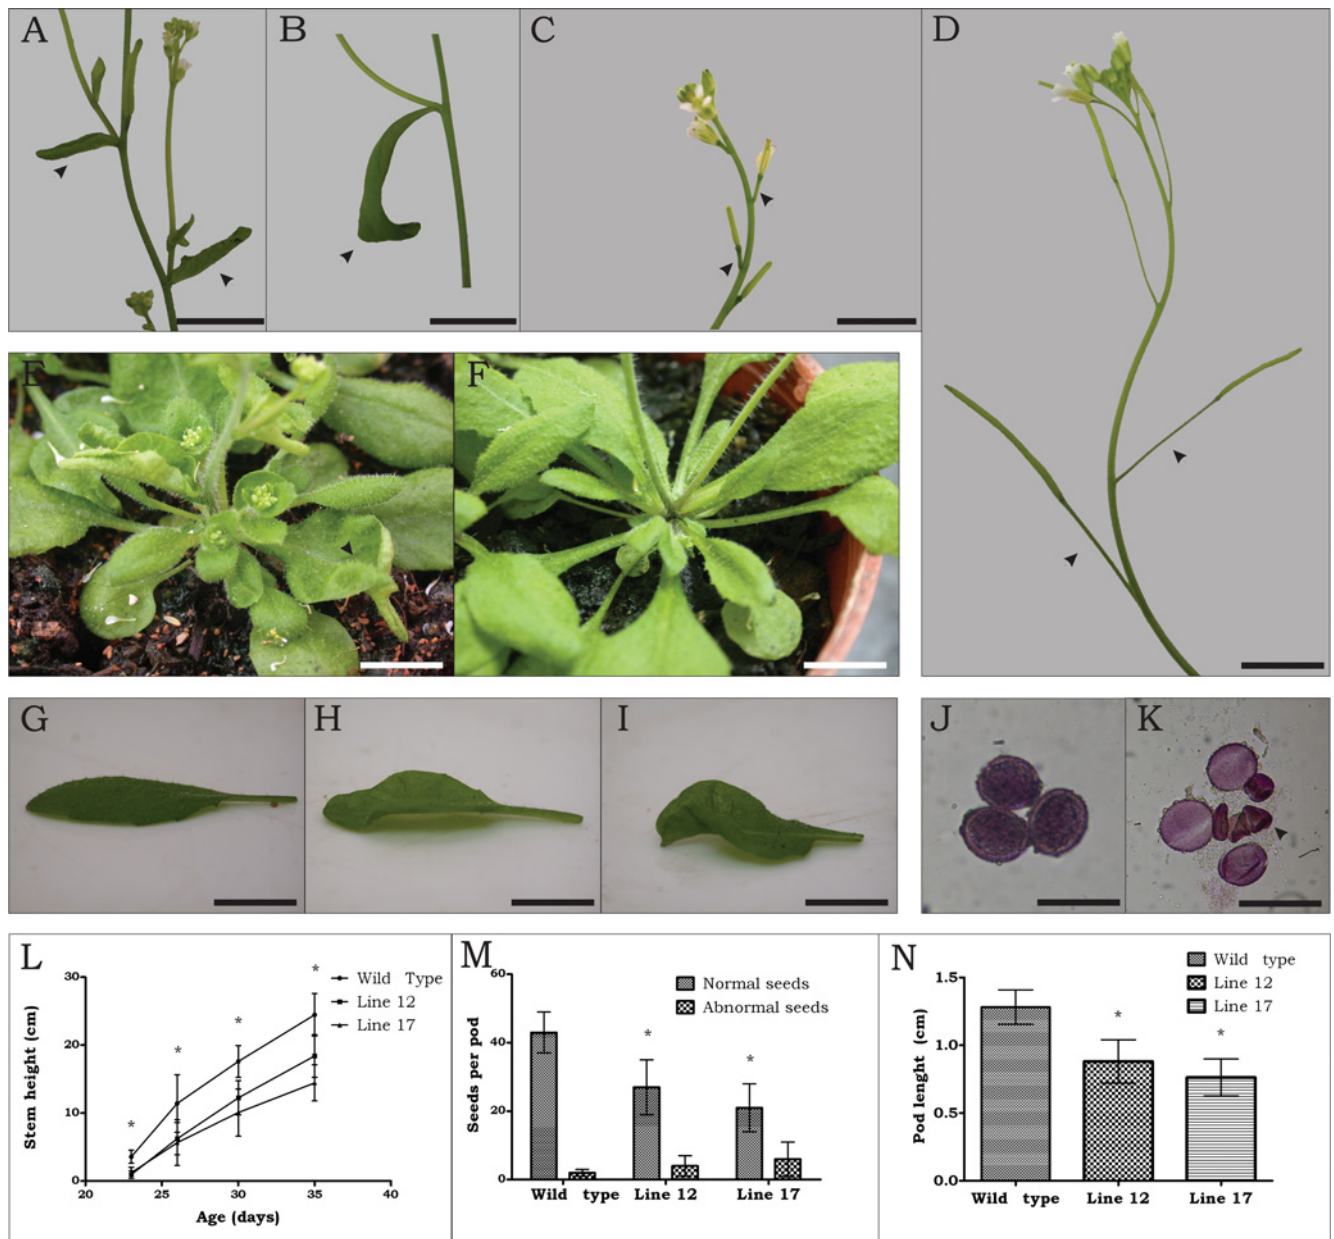 A
B
C
D
E
F
G
H
I
J
K
L
30
20
10
0
20
25
30
35
40
Stem height (cm)
Age (days)
*
*
*
*
Wild Type
Line 12
Line 17
M
60
40
20
0
Seeds per pod
Normal seeds
Abnormal seeds
*
*
Wild type
Line 12
Line 17
N
1.5
1.0
0.5
0.0
Pod lenght (cm)
Wild type
Line 12
Line 17
*
*
Wild type
Line 12
Line 17